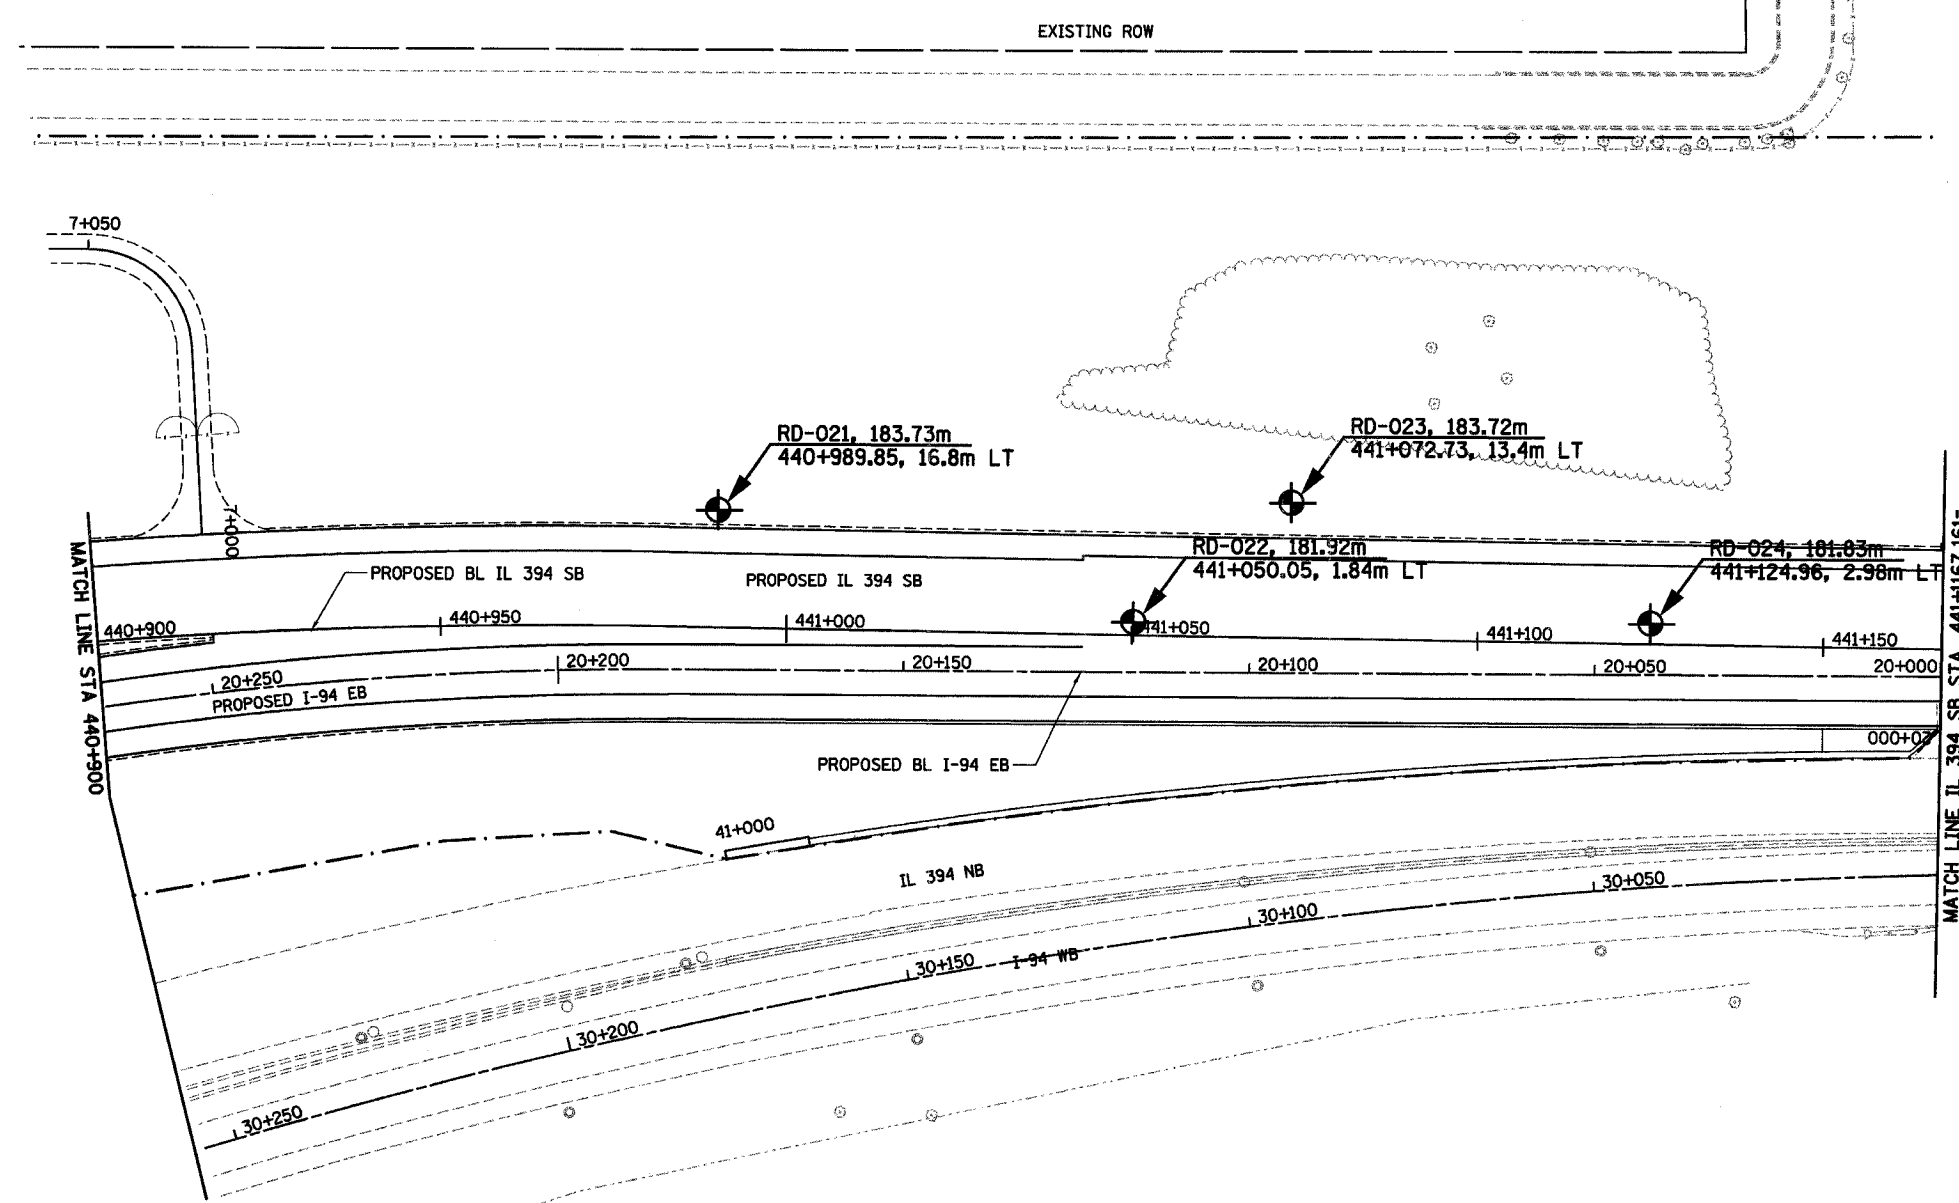 EXISTING ROW
7+050
RD-021, 183.73m
440+989.85, 16.8m LT
RD-023, 183.72m
441+072.73, 13.4m LT
7+000
RD-022, 181.92m
441+050.05, 1.84m LT
RD-024, 181.83m
441+124.96, 2.98m LT
MATCH LINE STA 440+900
PROPOSED BL IL 394 SB
PROPOSED IL 394 SB
440+900
440+950
441+000
441+050
441+100
441+150
20+250
20+200
20+150
20+100
20+050
20+000
PROPOSED I-94 EB
PROPOSED BL I-94 EB
000+02
41+000
IL 394 NB
30+050
30+100
30+150
I-94 WB
30+200
30+250
MATCH LINE IL 394 SB STA 441+167.161=